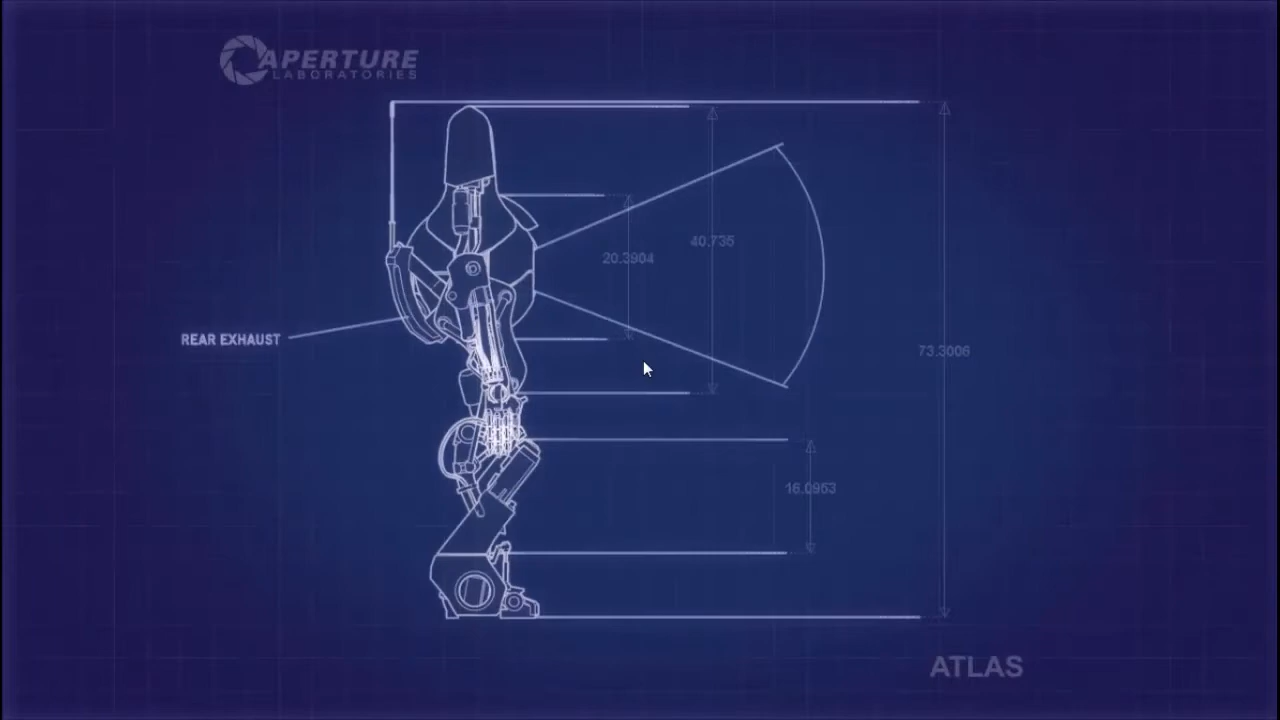 APERTURE
LABORATORIES
40.735
20.3904
REAR EXHAUST
73.3006
16.0953
ATLAS